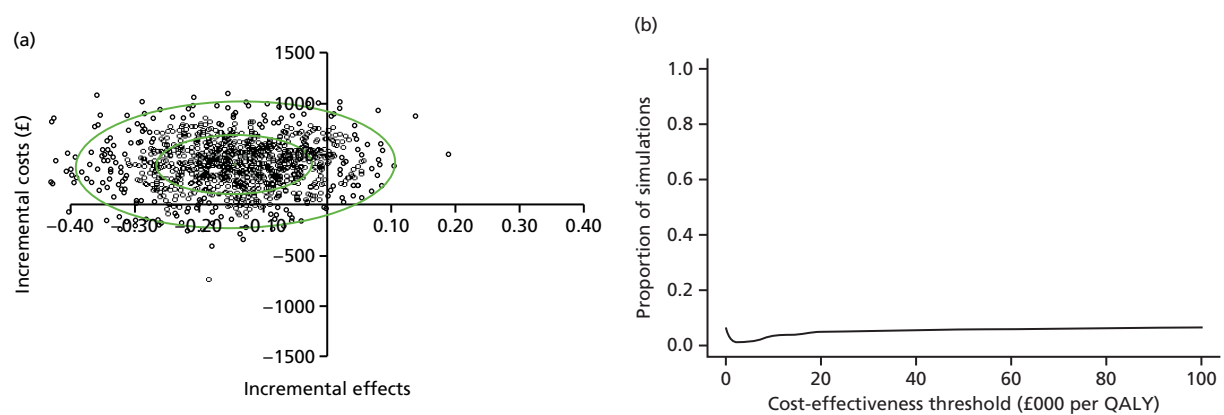 (a)
1500
1000
500
−500
−1000
−1500
−0.40 −0.30 −0.20 −0.10 0.10 0.20 0.30 0.40
Incremental costs (£)
Incremental effects
(b)
1.0
0.8
0.6
0.4
0.2
0.0
0 20 40 60 80 100
Proportion of simulations
Cost-effectiveness threshold (£000 per QALY)